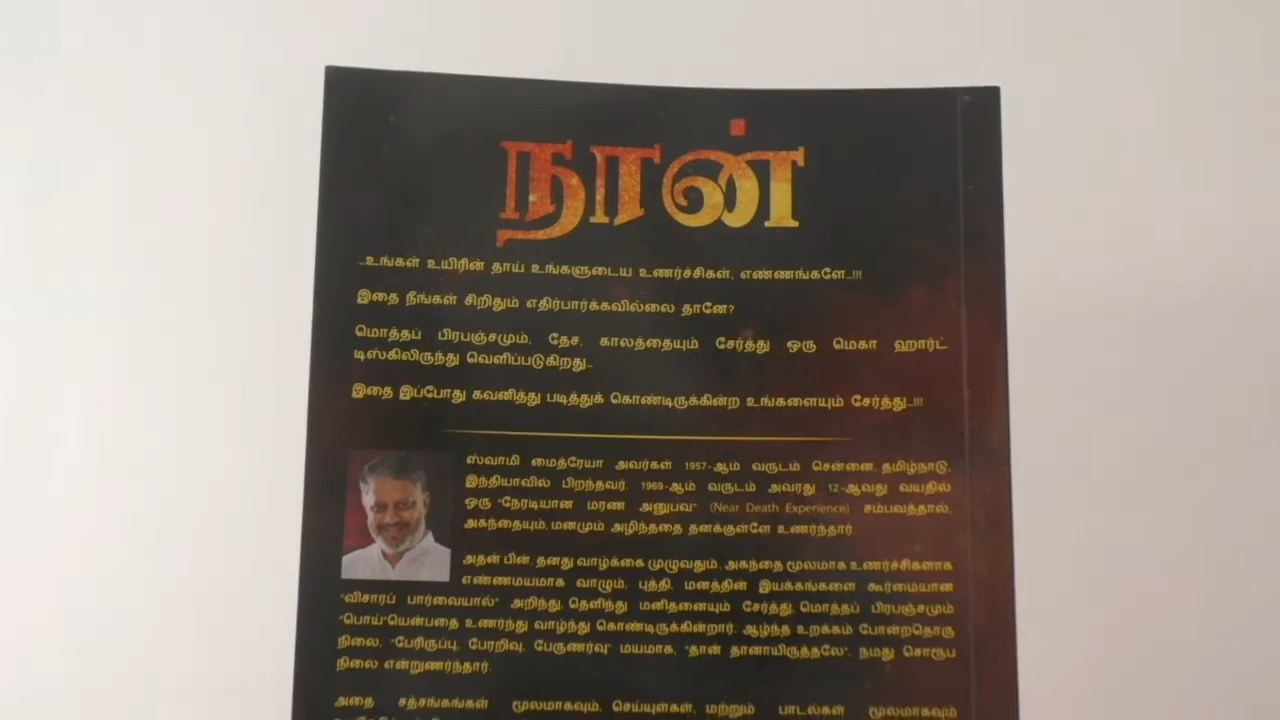 நான்
...உங்கள் உயிரின் தாய் உங்களுடைய உணர்ச்சிகள், எண்ணங்களே...!!!
இதை நீங்கள் சிறிதும் எதிர்பார்க்கவில்லை தானே?
மொத்தப் பிரபஞ்சமும், தேச, காலத்தையும் சேர்த்து ஒரு மெகா ஹார்ட்
டிஸ்கிலிருந்து வெளிப்படுகிறது...
இதை இப்போது கவனித்து படித்துக் கொண்டிருக்கின்ற உங்களையும் சேர்த்து...!!!
ஸ்வாமி மைத்ரேயா அவர்கள் 1957-ஆம் வருடம் சென்னை, தமிழ்நாடு,
இந்தியாவில் பிறந்தவர். 1969-ஆம் வருடம் அவரது 12-ஆவது வயதில்
ஒரு "நேரடியான மரண அனுபவ" (Near Death Experience) சம்பவத்தால்,
அகந்தையும், மனமும் அழிந்ததை தனக்குள்ளே உணர்ந்தார்.
அதன் பின், தனது வாழ்க்கை முழுவதும், அகந்தை மூலமாக உணர்ச்சிகளாக
எண்ணமயமாக வாழும், புத்தி, மனத்தின் இயக்கங்களை கூர்மையான
"விசாரப் பார்வையால்" அறிந்து, தெளிந்து மனிதனையும் சேர்த்து, மொத்தப் பிரபஞ்சமும்
"பொய்"யென்பதை உணர்ந்து வாழ்ந்து கொண்டிருக்கின்றார். ஆழ்ந்த உறக்கம் போன்றதொரு
நிலை, "பேரிருப்பு, பேரறிவு, பேருணர்வு" மயமாக, "தான் தானாயிருத்தலே", நமது சொரூப
நிலை என்றுணர்ந்தார்.
அதை சத்சங்கங்கள் மூலமாகவும், செய்யுள்கள், மற்றும் பாடல்கள் மூலமாகவும்